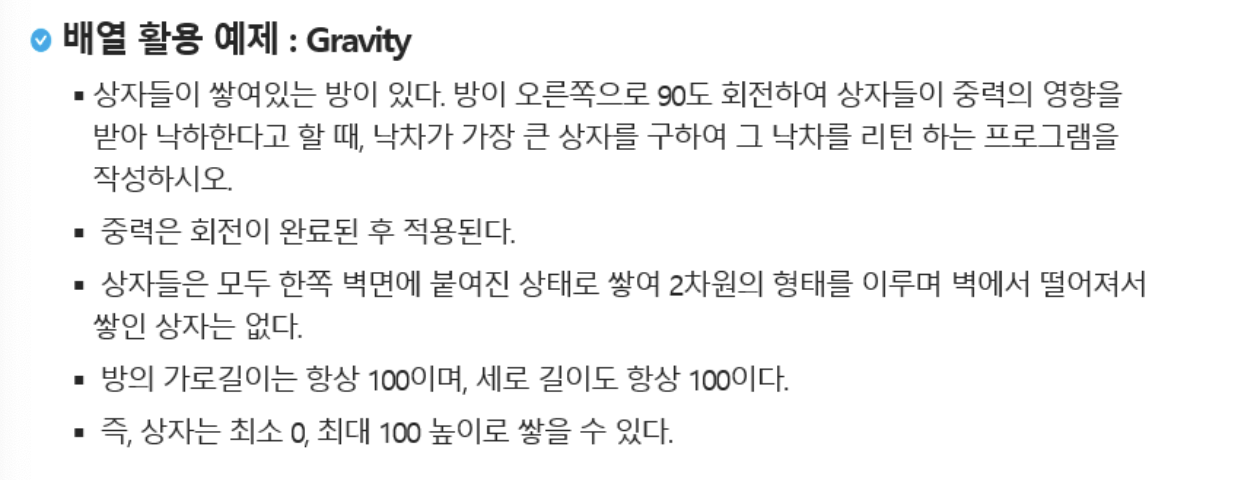 배열 활용 예제 : Gravity
▪ 상자들이 쌓여있는 방이 있다. 방이 오른쪽으로 90도 회전하여 상자들이 중력의 영향을
받아 낙하한다고 할 때, 낙차가 가장 큰 상자를 구하여 그 낙차를 리턴 하는 프로그램을
작성하시오.
▪ 중력은 회전이 완료된 후 적용된다.
▪ 상자들은 모두 한쪽 벽면에 붙여진 상태로 쌓여 2차원의 형태를 이루며 벽에서 떨어져서
쌓인 상자는 없다.
▪ 방의 가로길이는 항상 100이며, 세로 길이도 항상 100이다.
▪ 즉, 상자는 최소 0, 최대 100 높이로 쌓을 수 있다.